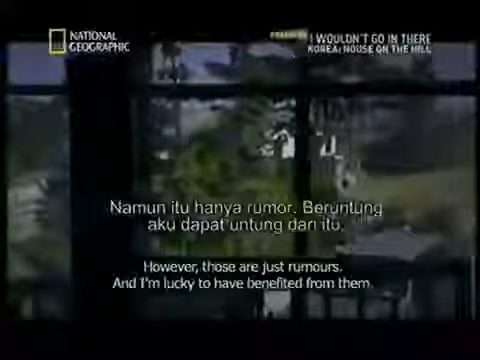 NATIONAL
GEOGRAPHIC
PREMIERE
I WOULDN'T GO IN THERE
KOREA: HOUSE ON THE HILL
Namun itu hanya rumor. Beruntung
aku dapat untung dari itu.
However, those are just rumours.
And I'm lucky to have benefited from them.